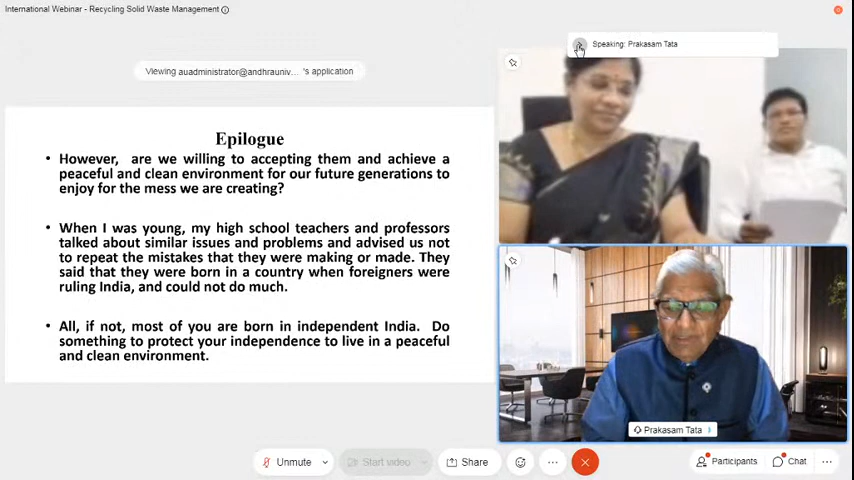 International Webinar - Recycling Solid Waste Management
Speaking: Prakasam Tata
Viewing auadministrator@andhrauniv... 's application
Epilogue
• However, are we willing to accepting them and achieve a
peaceful and clean environment for our future generations to
enjoy for the mess we are creating?
• When I was young, my high school teachers and professors
talked about similar issues and problems and advised us not
to repeat the mistakes that they were making or made. They
said that they were born in a country when foreigners were
ruling India, and could not do much.
• All, if not, most of you are born in independent India. Do
something to protect your independence to live in a peaceful
and clean environment.
Prakasam Tata
Unmute
Start video
Share
Participants
Chat